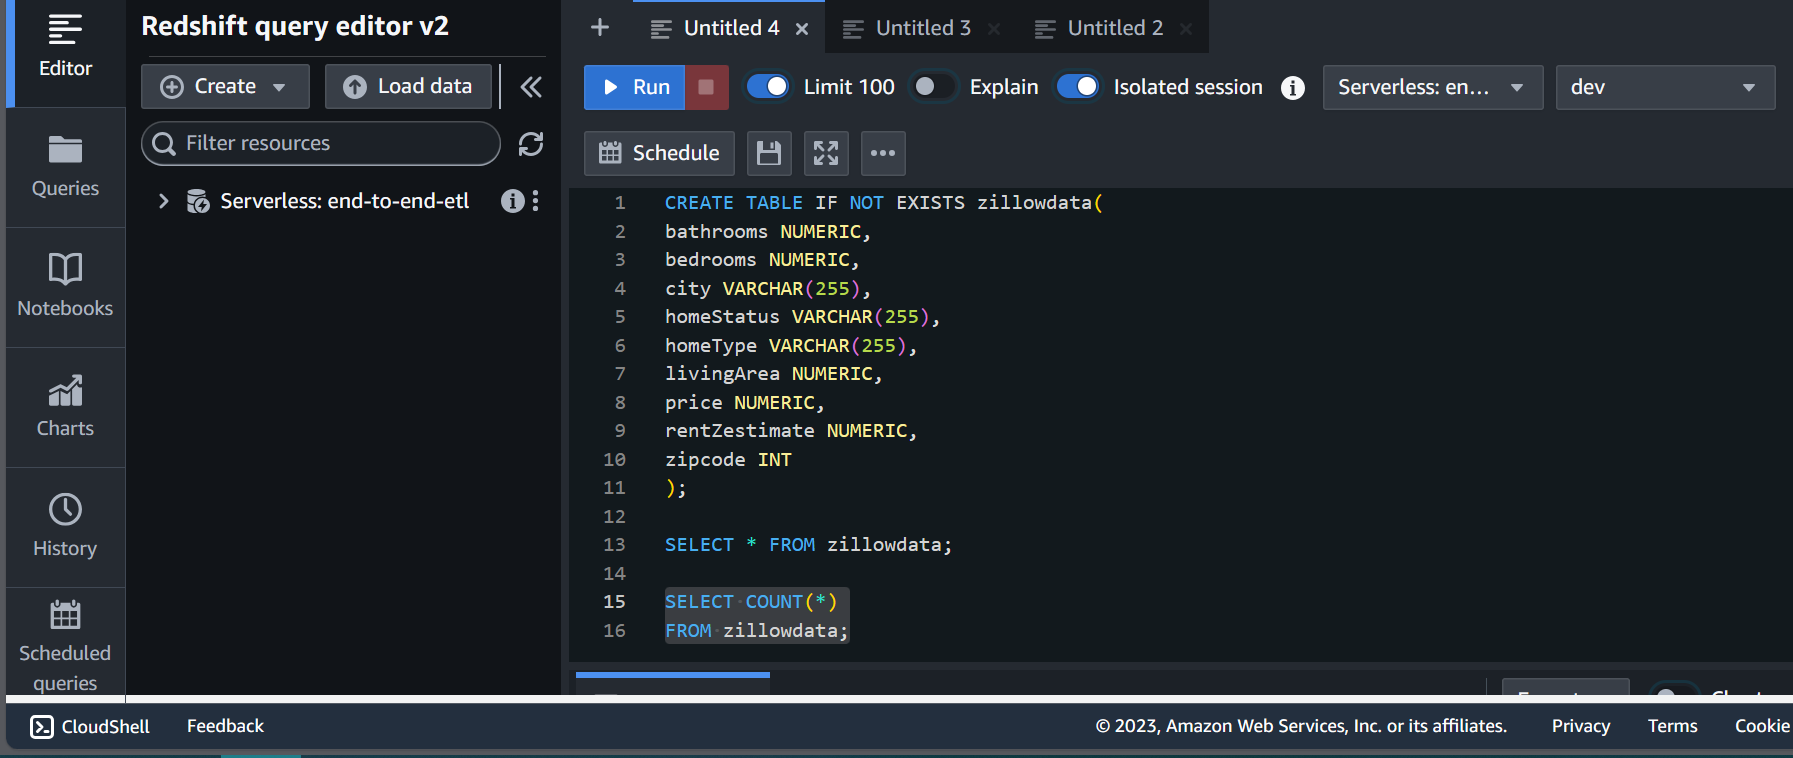 Editor
Queries
Notebooks
Charts
History
Scheduled
queries
Redshift query editor v2
Create
Load data
Filter resources
Serverless: end-to-end-etl
Untitled 4
Untitled 3
Untitled 2
Run
Limit 100
Explain
Isolated session
Serverless: en...
dev
Schedule
1 CREATE TABLE IF NOT EXISTS zillowdata(
2 bathrooms NUMERIC,
3 bedrooms NUMERIC,
4 city VARCHAR(255),
5 homeStatus VARCHAR(255),
6 homeType VARCHAR(255),
7 livingArea NUMERIC,
8 price NUMERIC,
9 rentZestimate NUMERIC,
10 zipcode INT
11 );
12
13 SELECT * FROM zillowdata;
14
15 SELECT COUNT(*)
16 FROM zillowdata;
CloudShell
Feedback
© 2023, Amazon Web Services, Inc. or its affiliates.
Privacy
Terms
Cookie